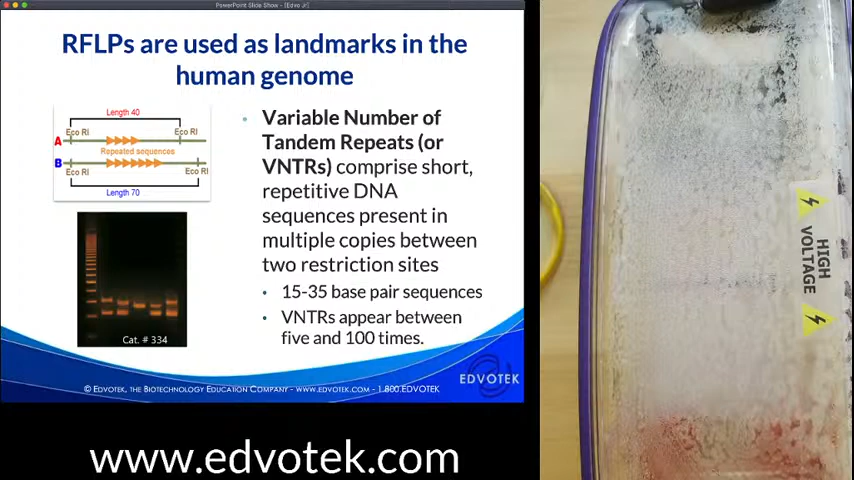 PowerPoint Slide Show - [Edvo Jr]
RFLPs are used as landmarks in the
human genome
Length 40
Eco RI
Eco RI
A
Repeated sequences
B
Eco RI
Eco RI
Length 70
Cat. # 334
Variable Number of
Tandem Repeats (or
VNTRs) comprise short,
repetitive DNA
sequences present in
multiple copies between
two restriction sites
15-35 base pair sequences
VNTRs appear between
five and 100 times.
© EDVOTEK, THE BIOTECHNOLOGY EDUCATION COMPANY - WWW.EDVOTEK.COM - 1.800.EDVOTEK
EDVOTEK
www.edvotek.com
HIGH
VOLTAGE